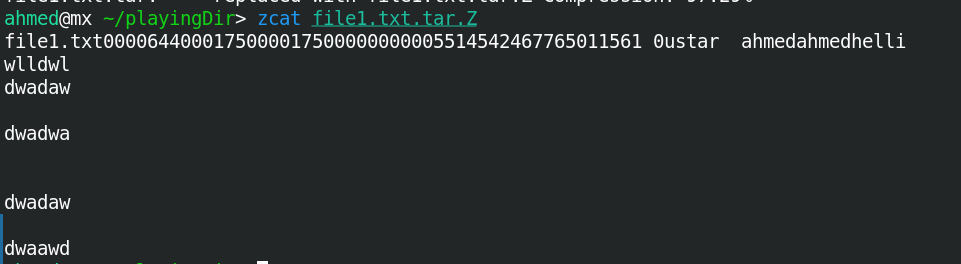 ahmed@mx ~/playingDir> zcat file1.txt.tar.Z
file1.txt0000644000175000017500000000005514542467765011561 0ustar  ahmedahmedhelli
wlldwl
dwadaw
dwadwa
dwadaw
dwaawd